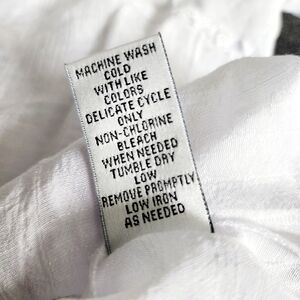 MACHINE WASH
COLD
WITH LIKE
COLORS
DELICATE CYCLE
ONLY
NON-CHLORINE
BLEACH
WHEN NEEDED
TUMBLE DRY
LOW
REMOVE PROMPTLY
LOW IRON
AS NEEDED